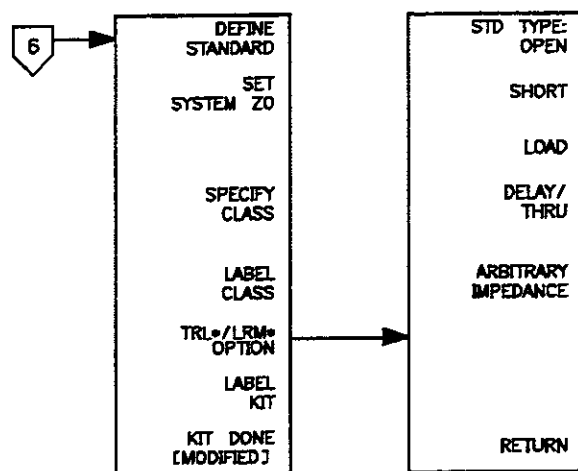 6
DEFINE
STANDARD
SET
SYSTEM ZO
SPECIFY
CLASS
LABEL
CLASS
TRL*/LRM*
OPTION
LABEL
KIT
KIT DONE
[MODIFIED]
STD TYPE:
OPEN
SHORT
LOAD
DELAY/
THRU
ARBITRARY
IMPEDANCE
RETURN